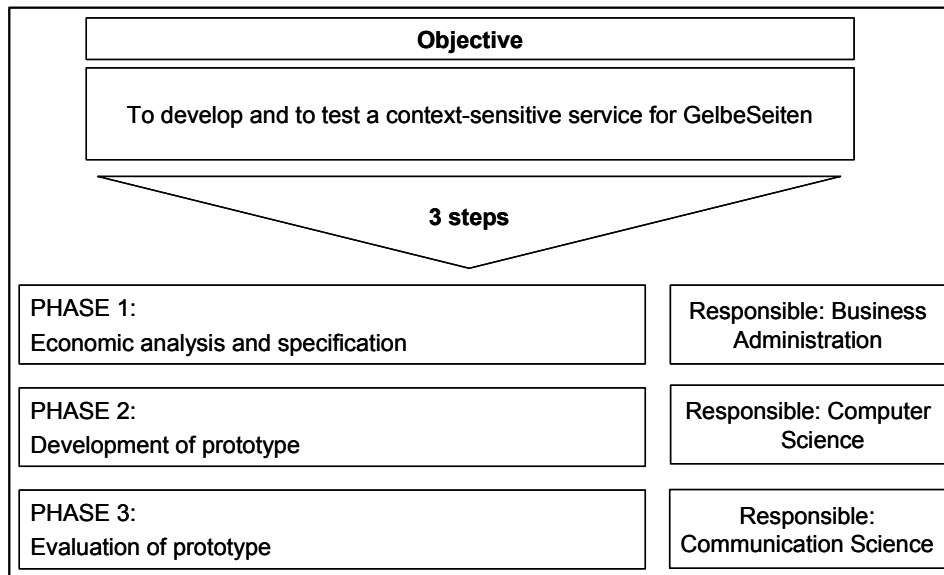 Objective
To develop and to test a context-sensitive service for GelbeSeiten
3 steps
PHASE 1:
Economic analysis and specification
Responsible: Business
Administration
PHASE 2:
Development of prototype
Responsible: Computer
Science
PHASE 3:
Evaluation of prototype
Responsible:
Communication Science